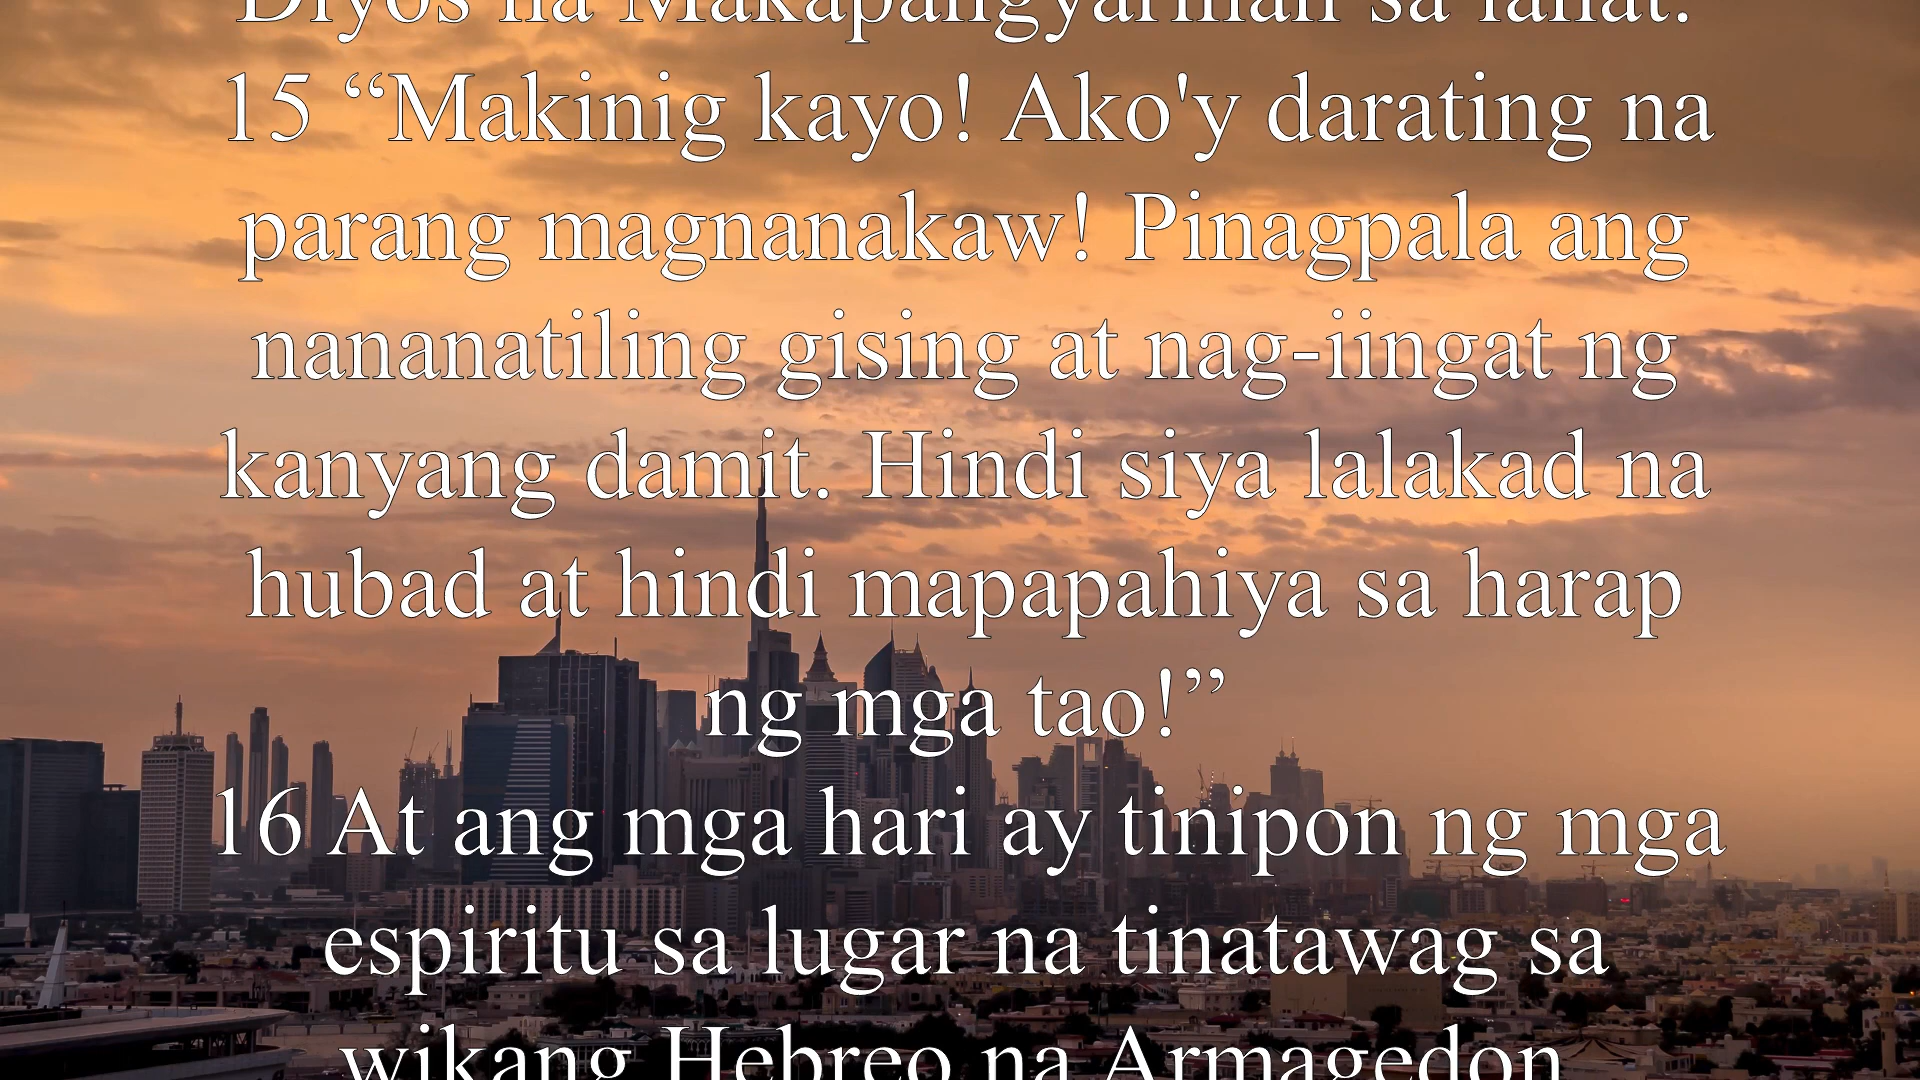 Diyos na Makapangyarihan sa lahat.
15 “Makinig kayo! Ako'y darating na
parang magnanakaw! Pinagpala ang
nananatiling gising at nag-iingat ng
kanyang damit. Hindi siya lalakad na
hubad at hindi mapapahiya sa harap
ng mga tao!”
16 At ang mga hari ay tinipon ng mga
espiritu sa lugar na tinatawag sa
wikang Hebreo na Armagedon